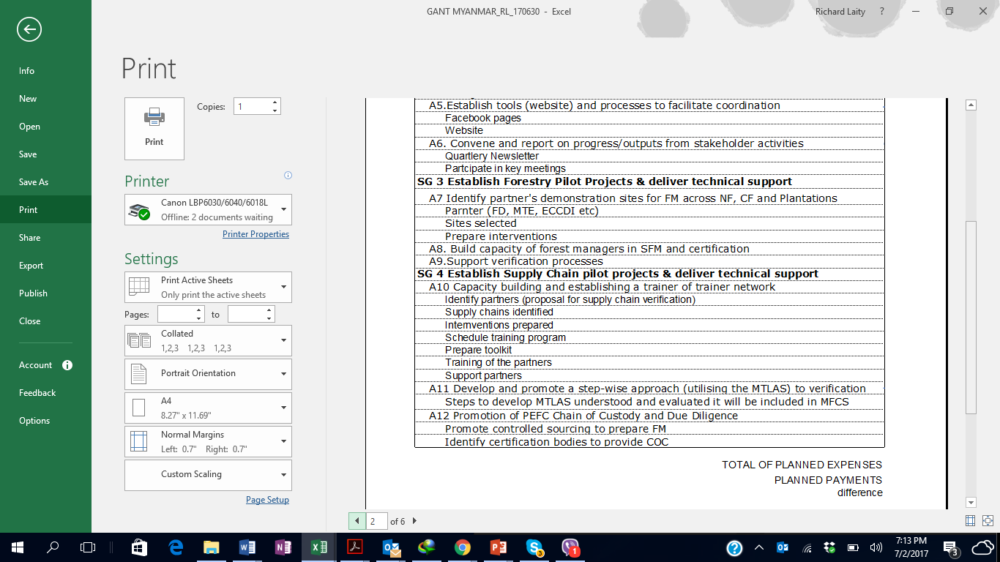 GANT MYANMAR_RL_170630 - Excel
Richard Laity ?
Info
New
Open
Save
Save As
Print
Share
Export
Publish
Close
Account
Feedback
Options
Print
Print
Copies: 1
Printer
Canon LBP6030/6040/6018L
Offline: 2 documents waiting
Printer Properties
Settings
Print Active Sheets
Only print the active sheets
Pages: to
Collated
1,2,3 1,2,3 1,2,3
Portrait Orientation
A4
8.27" x 11.69"
Normal Margins
Left: 0.7" Right: 0.7"
Custom Scaling
Page Setup
A5.Establish tools (website) and processes to facilitate coordination
Facebook pages
Website
A6. Convene and report on progress/outputs from stakeholder activities
Quartlery Newsletter
Partcipate in key meetings
SG 3 Establish Forestry Pilot Projects & deliver technical support
A7 Identify partner's demonstration sites for FM across NF, CF and Plantations
Parnter (FD, MTE, ECCDI etc)
Sites selected
Prepare interventions
A8. Build capacity of forest managers in SFM and certification
A9.Support verification processes
SG 4 Establish Supply Chain pilot projects & deliver technical support
A10 Capacity building and establishing a trainer of trainer network
Identify partners (proposal for supply chain verification)
Supply chains identified
Internventions prepared
Schedule training program
Prepare toolkit
Training of the partners
Support partners
A11 Develop and promote a step-wise approach (utilising the MTLAS) to verification
Steps to develop MTLAS understood and evaluated it will be included in MFCS
A12 Promotion of PEFC Chain of Custody and Due Diligence
Promote controlled sourcing to prepare FM
Identify certification bodies to provide COC
TOTAL OF PLANNED EXPENSES
PLANNED PAYMENTS
difference
2 of 6
7:13 PM
7/2/2017
3
3
1